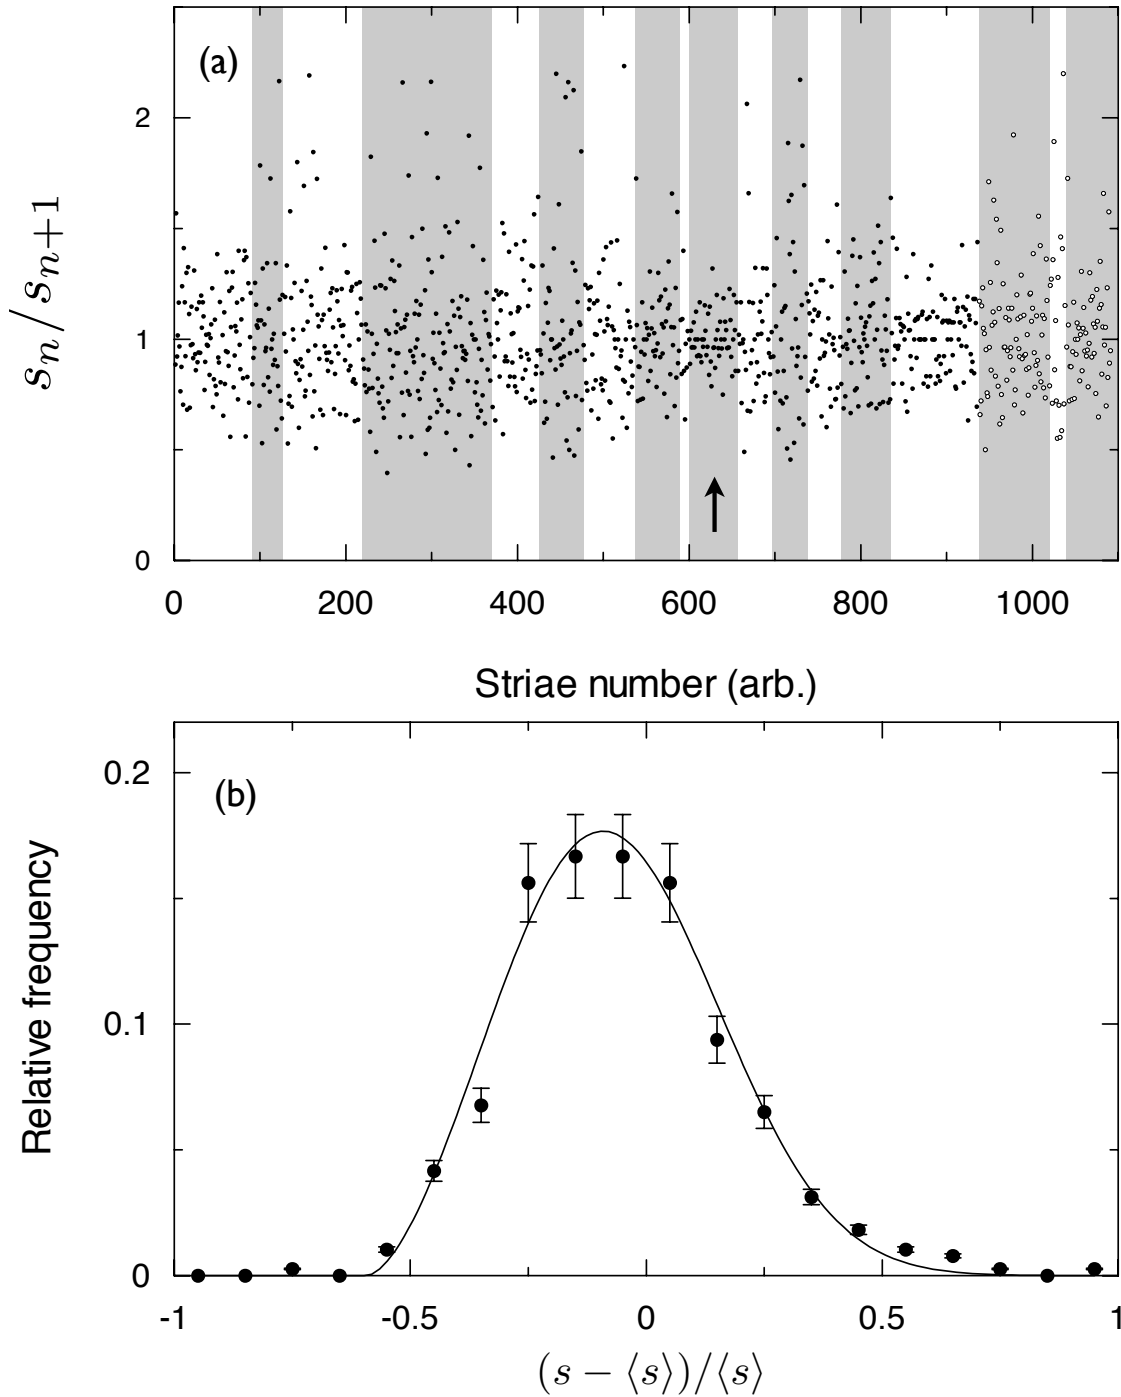 (a)
2
1
0
s_n / s_{n+1}
0 200 400 600 800 1000
Striae number (arb.)
(b)
0.2
0.1
0
Relative frequency
-1 -0.5 0 0.5 1
(s − ⟨s⟩)/⟨s⟩